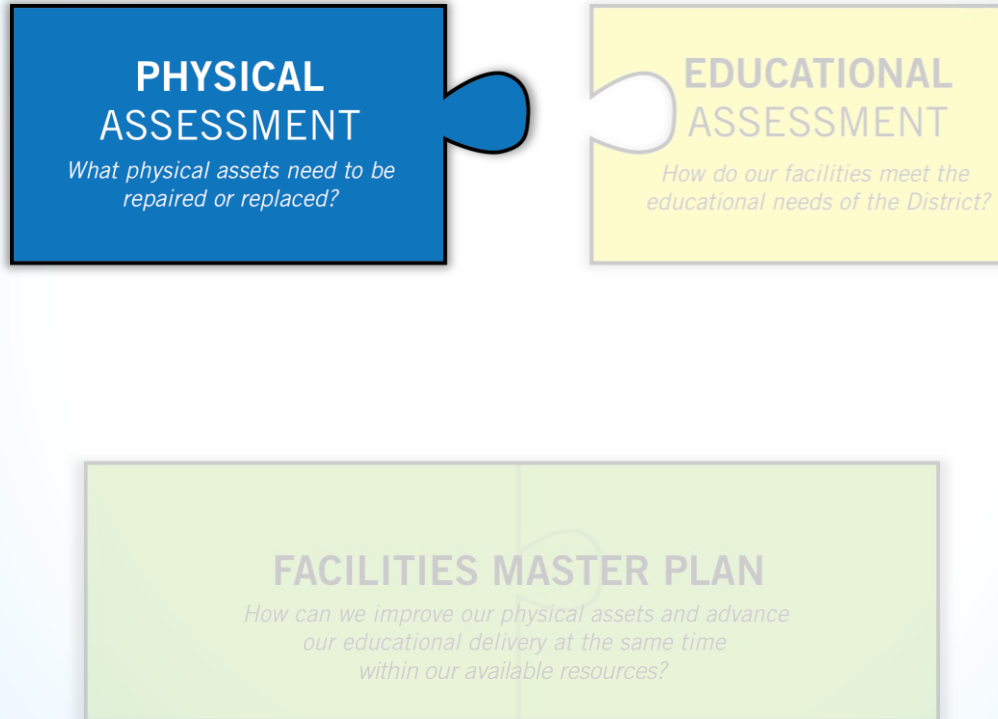 PHYSICAL
ASSESSMENT
What physical assets need to be
repaired or replaced?
EDUCATIONAL
ASSESSMENT
How do our facilities meet the
educational needs of the District?
FACILITIES MASTER PLAN
How can we improve our physical assets and advance
our educational delivery at the same time
within our available resources?